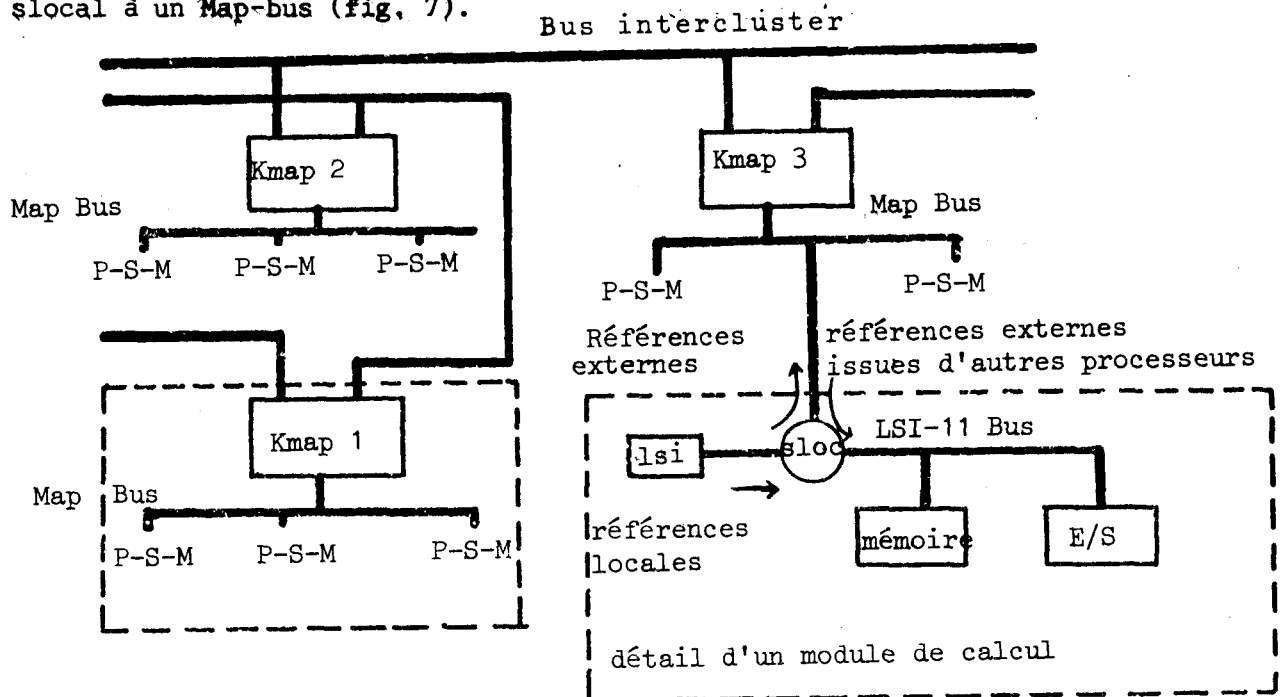 slocal à un Map-bus (fig. 7).
Bus intercluster
Kmap 2
Kmap 3
Map Bus
Map Bus
P-S-M
P-S-M
P-S-M
P-S-M
P-S-M
Références
externes
références externes
issues d'autres processeurs
Kmap 1
lsi
sloc
LSI-11 Bus
Map Bus
P-S-M
P-S-M
P-S-M
références
locales
mémoire
E/S
détail d'un module de calcul